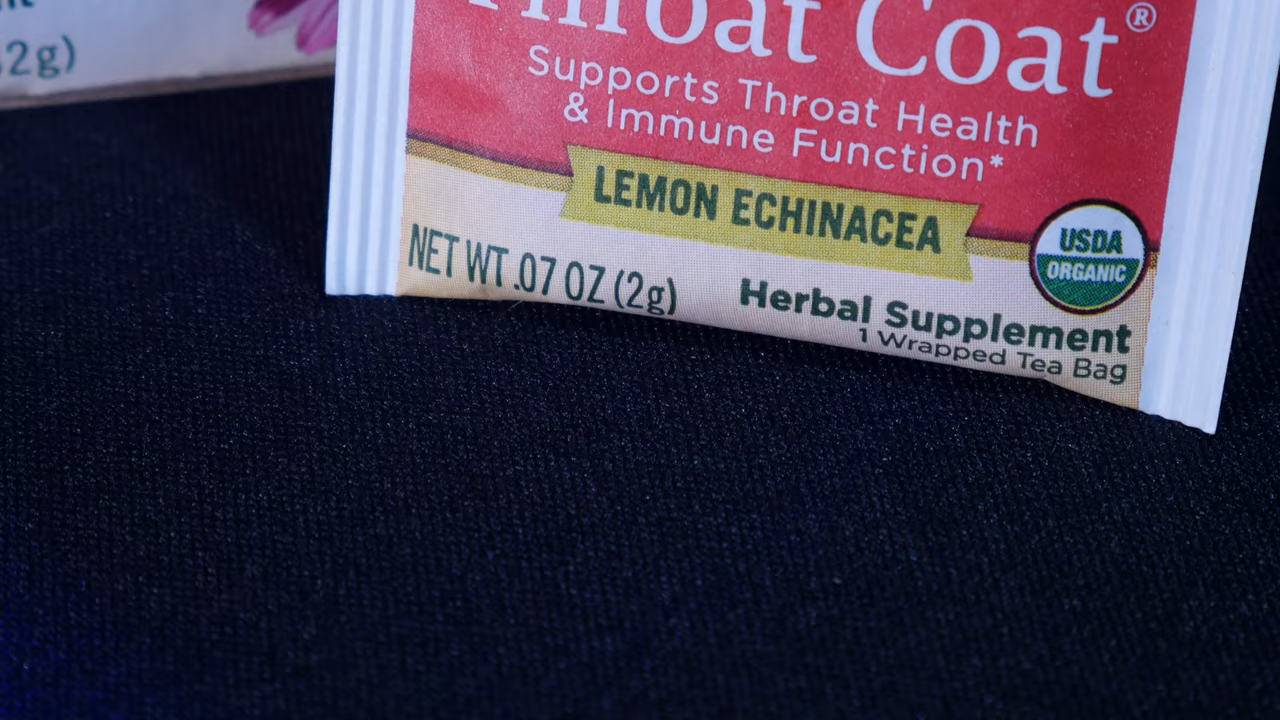 2g)
Throat Coat®
Supports Throat Health
& Immune Function*
LEMON ECHINACEA
USDA
ORGANIC
NET WT .07 OZ (2g)
Herbal Supplement
1 Wrapped Tea Bag